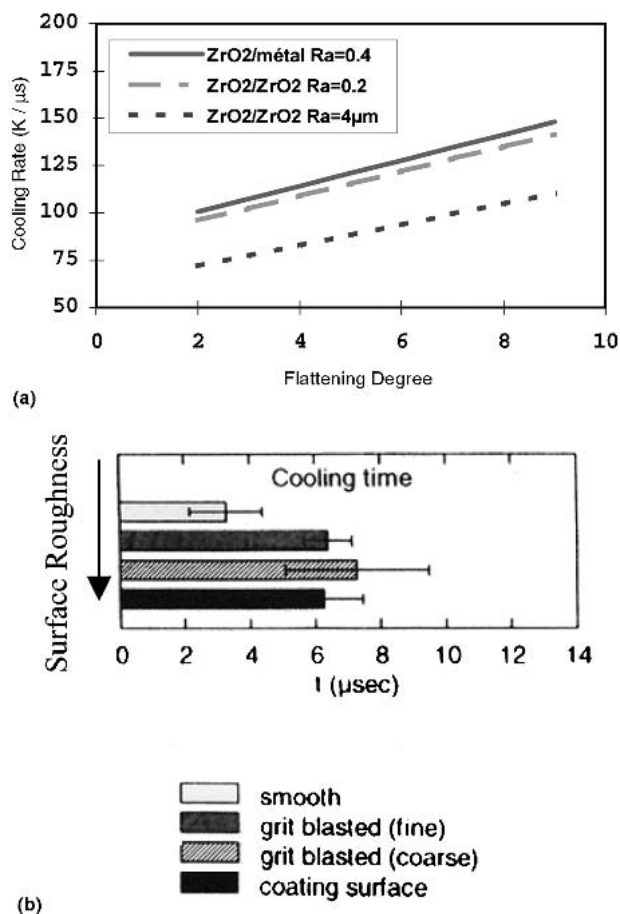 200
175
150
125
100
75
50
Cooling Rate (K / µs)
ZrO2/métal Ra=0.4
ZrO2/ZrO2 Ra=0.2
ZrO2/ZrO2 Ra=4µm
0 2 4 6 8 10
Flattening Degree
(a)
Surface Roughness
Cooling time
0 2 4 6 8 10 12 14
t (µsec)
smooth
grit blasted (fine)
grit blasted (coarse)
coating surface
(b)